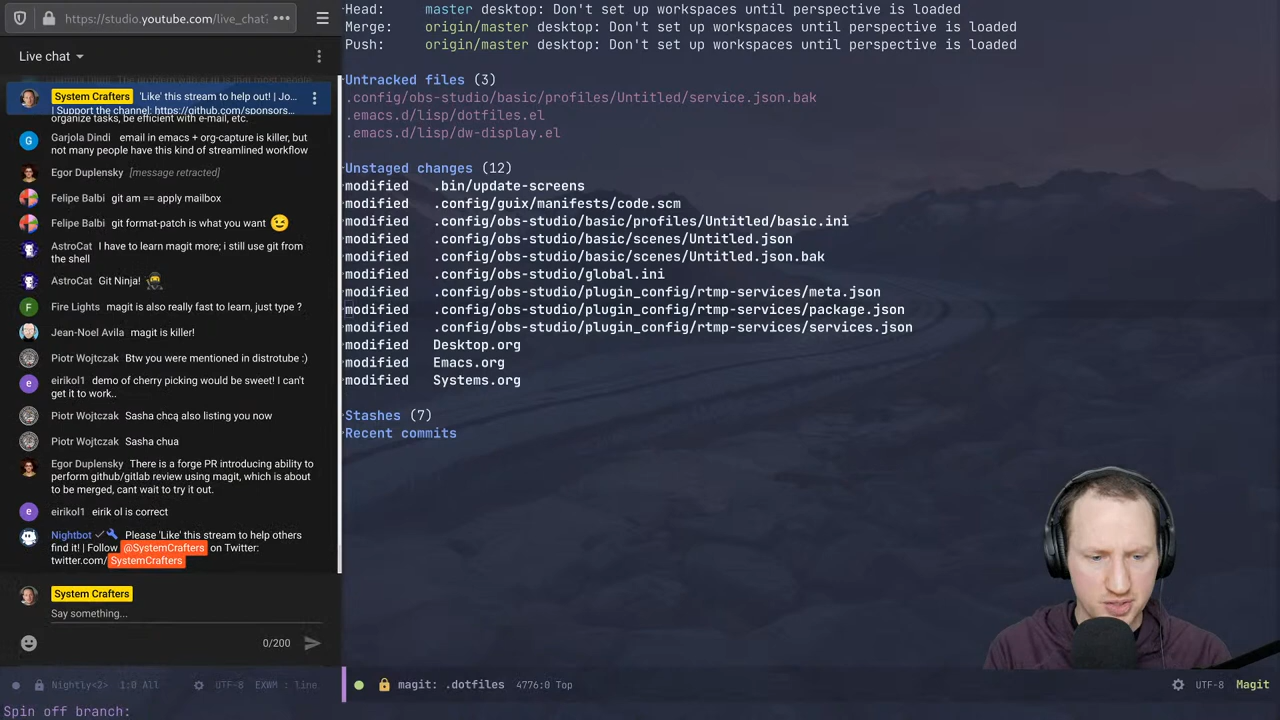 https://studio.youtube.com/live_chat?
Live chat
System Crafters 'Like' this stream to help out! | Jo...
| Support the channel: https://github.com/sponsors...
organize tasks, be efficient with e-mail, etc.
Garjola Dindi email in emacs + org-capture is killer, but
not many people have this kind of streamlined workflow
Egor Duplensky [message retracted]
Felipe Balbi git am == apply mailbox
Felipe Balbi git format-patch is what you want
AstroCat I have to learn magit more; i still use git from
the shell
AstroCat Git Ninja!
Fire Lights magit is also really fast to learn, just type ?
Jean-Noel Avila magit is killer!
Piotr Wojtczak Btw you were mentioned in distrotube :)
eirikol1 demo of cherry picking would be sweet! I can't
get it to work..
Piotr Wojtczak Sasha chcą also listing you now
Piotr Wojtczak Sasha chua
Egor Duplensky There is a forge PR introducing ability to
perform github/gitlab review using magit, which is about
to be merged, cant wait to try it out.
eirikol1 eirik ol is correct
Nightbot Please 'Like' this stream to help others
find it! | Follow @SystemCrafters on Twitter:
twitter.com/ SystemCrafters
System Crafters
Say something...
0/200
Nightly<2> 1:0 All UTF-8 EXWM : line
Head: master desktop: Don't set up workspaces until perspective is loaded
Merge: origin/master desktop: Don't set up workspaces until perspective is loaded
Push: origin/master desktop: Don't set up workspaces until perspective is loaded
Untracked files (3)
.config/obs-studio/basic/profiles/Untitled/service.json.bak
.emacs.d/lisp/dotfiles.el
.emacs.d/lisp/dw-display.el
Unstaged changes (12)
modified .bin/update-screens
modified .config/guix/manifests/code.scm
modified .config/obs-studio/basic/profiles/Untitled/basic.ini
modified .config/obs-studio/basic/scenes/Untitled.json
modified .config/obs-studio/basic/scenes/Untitled.json.bak
modified .config/obs-studio/global.ini
modified .config/obs-studio/plugin_config/rtmp-services/meta.json
modified .config/obs-studio/plugin_config/rtmp-services/package.json
modified .config/obs-studio/plugin_config/rtmp-services/services.json
modified Desktop.org
modified Emacs.org
modified Systems.org
Stashes (7)
Recent commits
magit: .dotfiles 4776:0 Top UTF-8 Magit
Spin off branch: